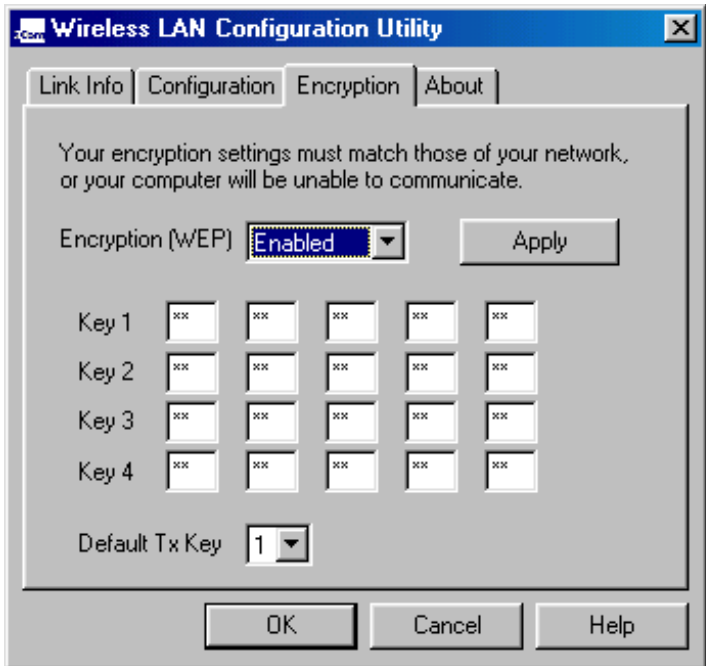 zCom Wireless LAN Configuration Utility
Link Info Configuration Encryption About
Your encryption settings must match those of your network,
or your computer will be unable to communicate.
Encryption (WEP) Enabled Apply
Key 1 ** ** ** ** **
Key 2 ** ** ** ** **
Key 3 ** ** ** ** **
Key 4 ** ** ** ** **
Default Tx Key 1
OK Cancel Help